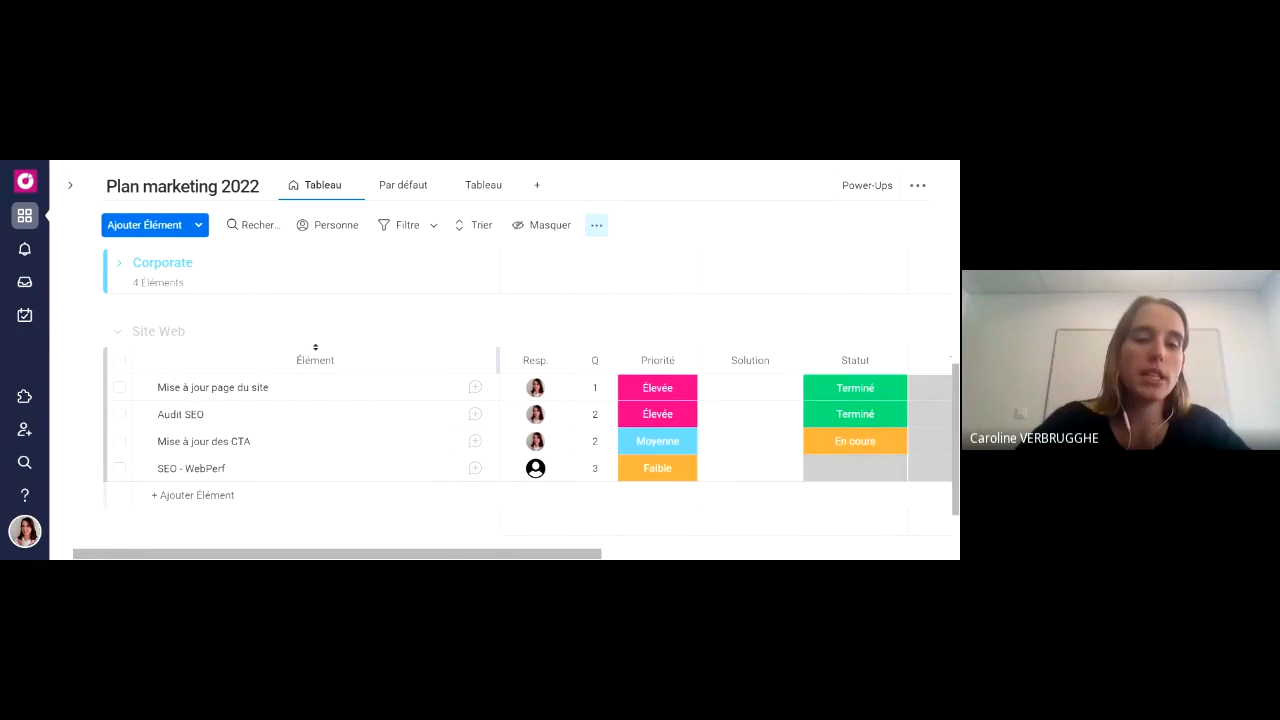 Plan marketing 2022
Tableau
Par défaut
Tableau
+
Power-Ups
Ajouter Élément
Recher...
Personne
Filtre
Trier
Masquer
Corporate
4 Éléments
Site Web
Élément Resp. Q Priorité Solution Statut
Mise à jour page du site 1 Élevée Terminé
Audit SEO 2 Élevée Terminé
Mise à jour des CTA 2 Moyenne En cours
SEO - WebPerf 3 Faible
+ Ajouter Élément
Caroline VERBRUGGHE